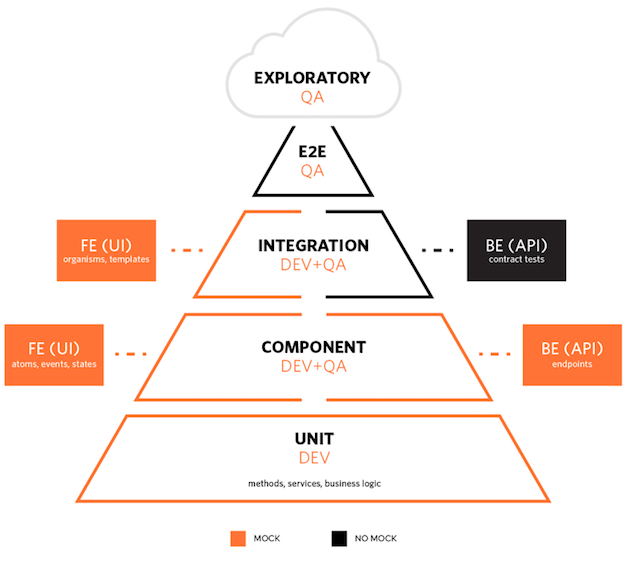 EXPLORATORY
QA
E2E
QA
FE (UI)
organisms, templates
INTEGRATION
DEV+QA
BE (API)
contract tests
FE (UI)
atoms, events, states
COMPONENT
DEV+QA
BE (API)
endpoints
UNIT
DEV
methods, services, business logic
MOCK
NO MOCK